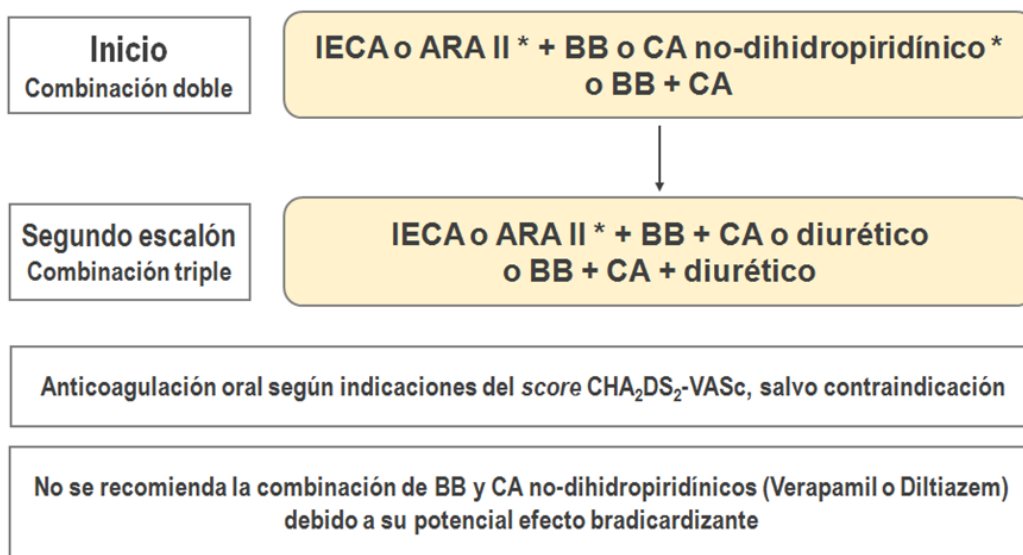 Inicio
Combinación doble
IECA o ARA II * + BB o CA no-dihidropiridínico *
o BB + CA
Segundo escalón
Combinación triple
IECA o ARA II * + BB + CA o diurético
o BB + CA + diurético
Anticoagulación oral según indicaciones del score CHA₂DS₂-VASc, salvo contraindicación
No se recomienda la combinación de BB y CA no-dihidropiridínicos (Verapamil o Diltiazem)
debido a su potencial efecto bradicardizante